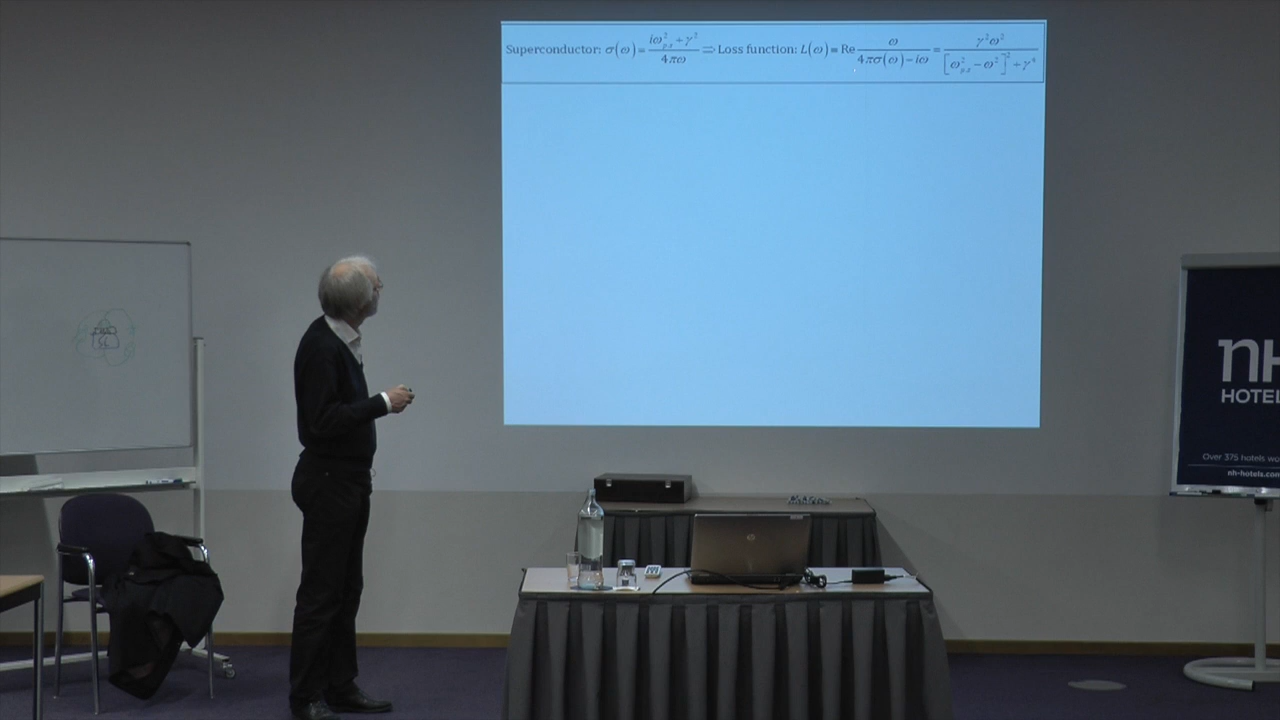 Superconductor: σ(ω) = (iω²p,s + γ²) / 4πω ⇒ Loss function: L(ω) ≡ Re ω / (4πσ(ω) − iω) = γ²ω² / ([ω²p,s − ω²]² + γ⁴)
nH
HOTEL
Over 375 hotels wo
nh-hotels.com